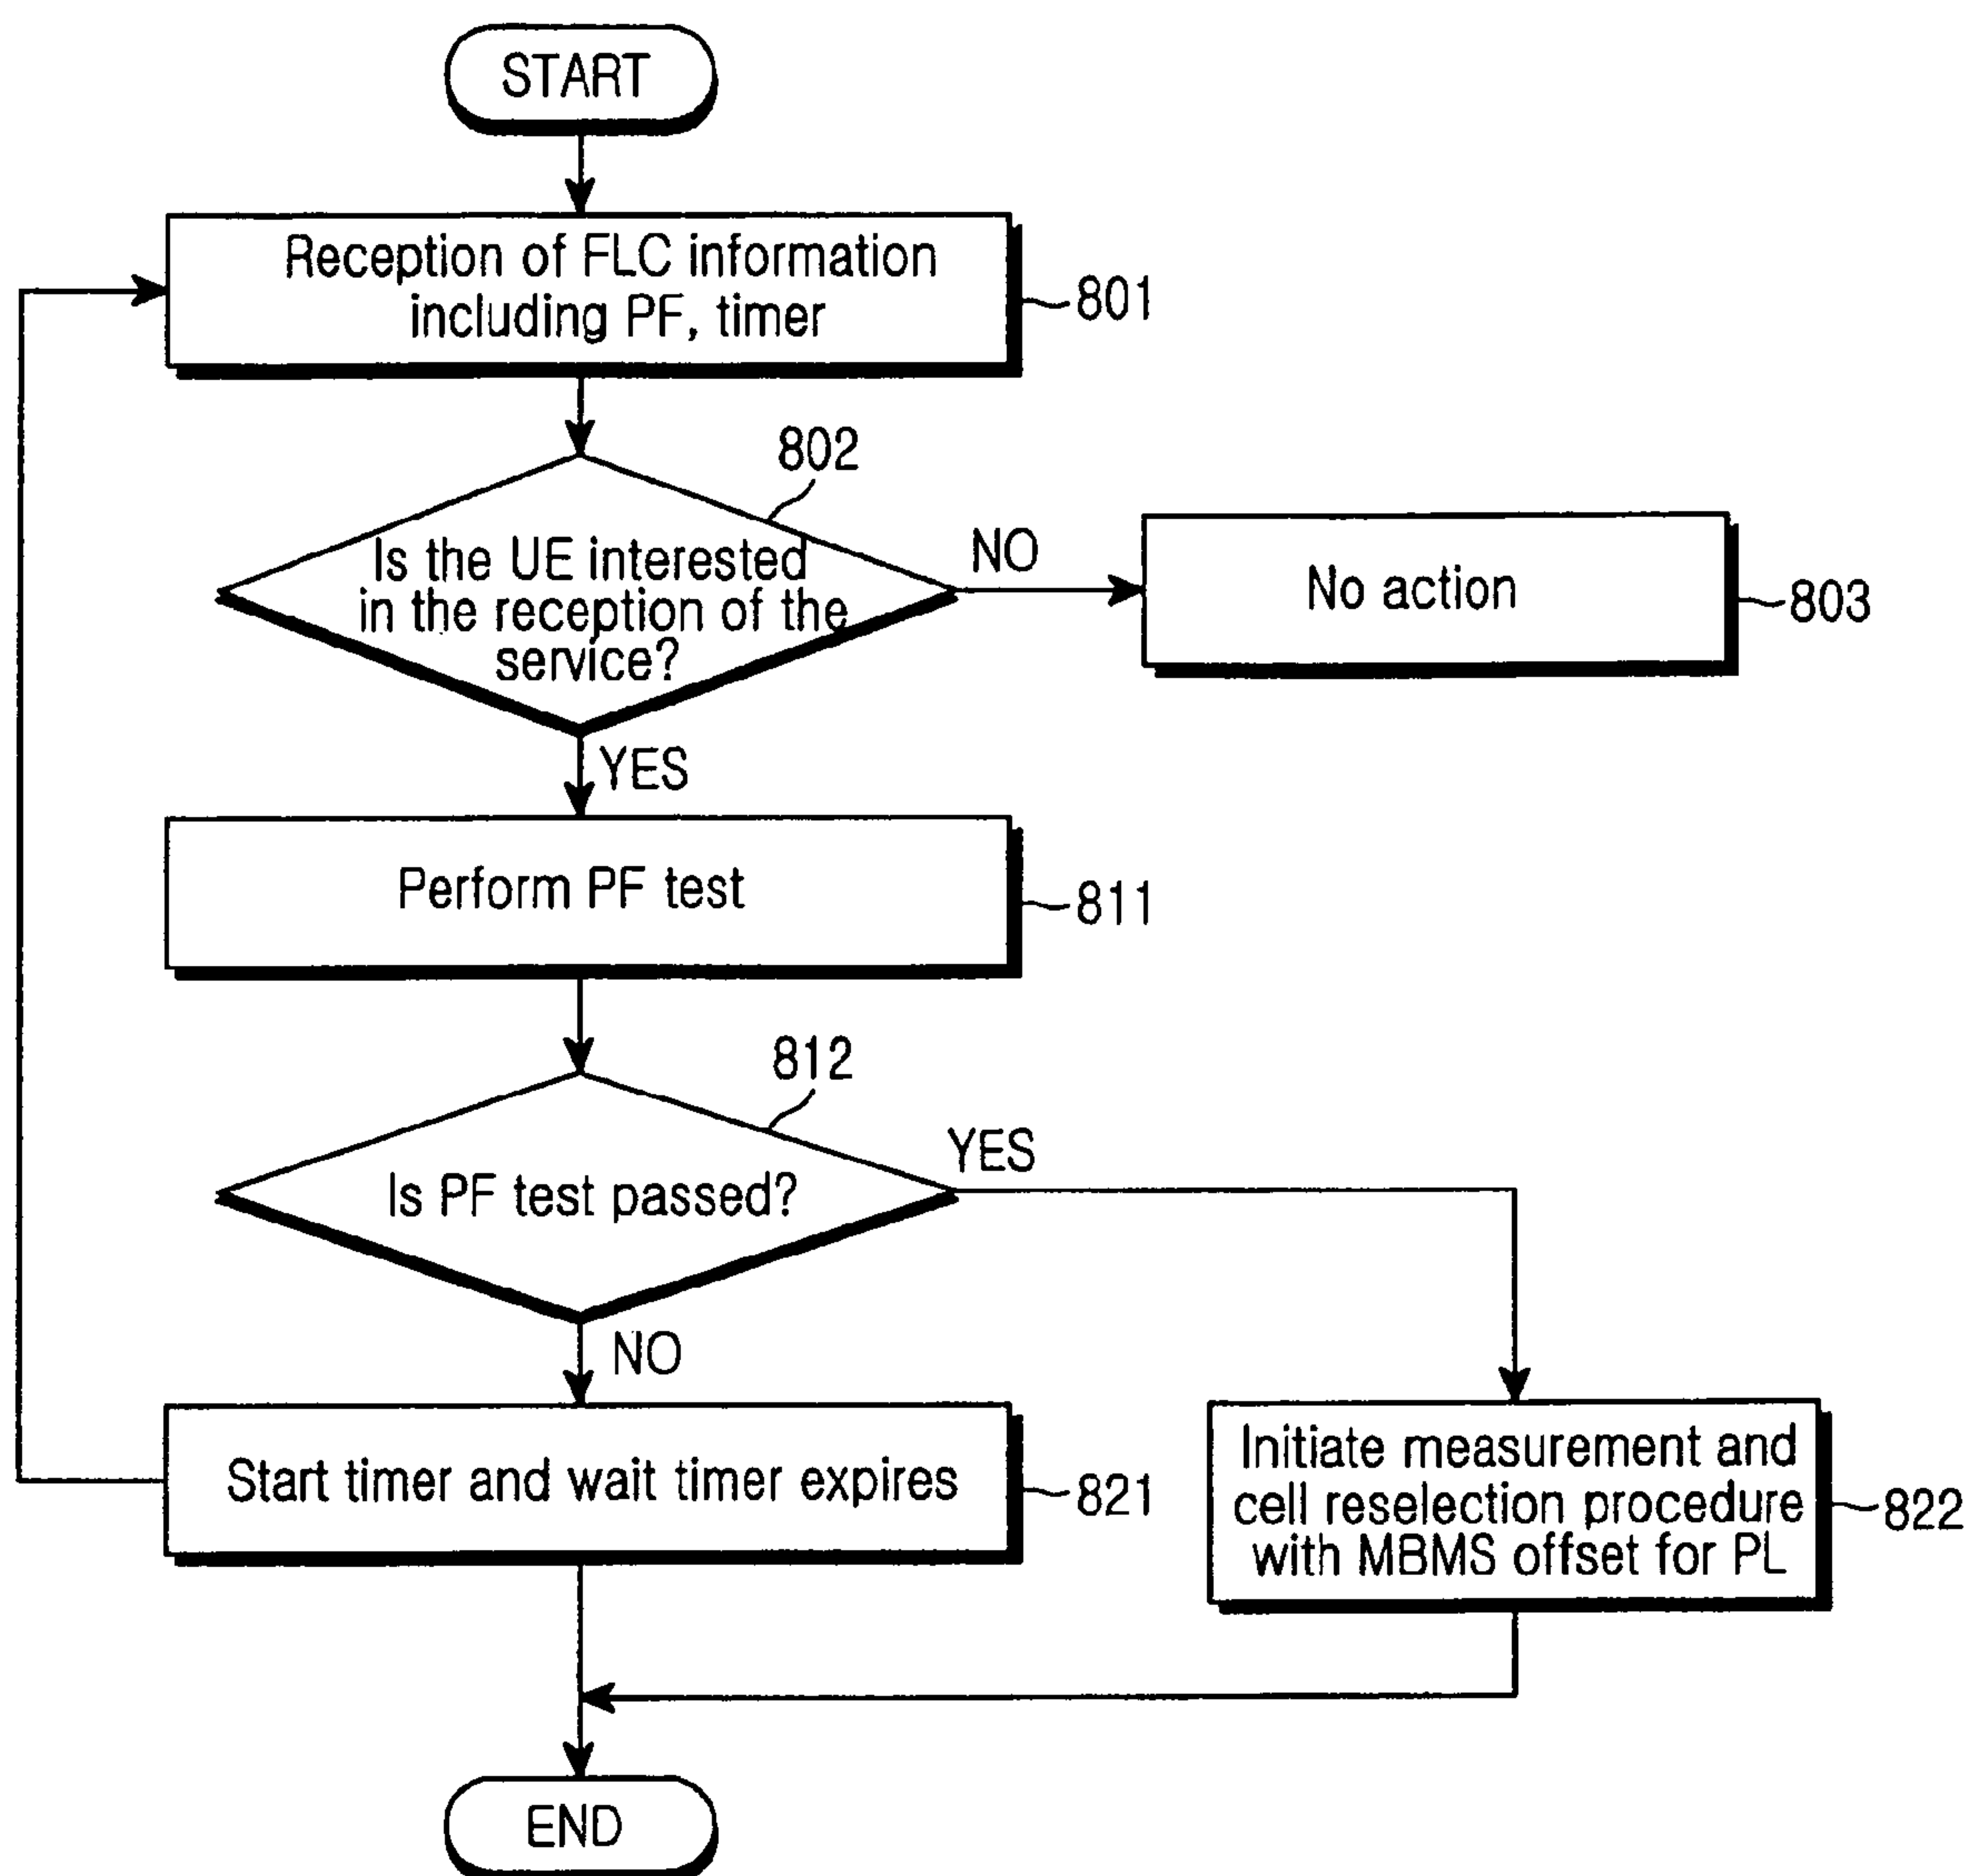 START
Reception of FLC information
including PF, timer
801
802
Is the UE interested
in the reception of the
service?
NO
No action
803
YES
Perform PF test
811
812
Is PF test passed?
YES
NO
Start timer and wait timer expires
821
Initiate measurement and
cell reselection procedure
with MBMS offset for PL
822
END